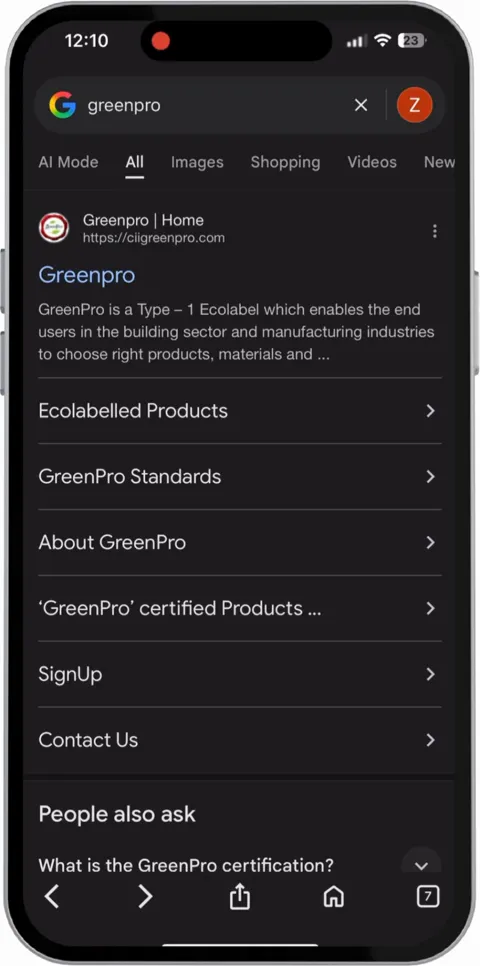 12:10
23
greenpro
Z
AI Mode All Images Shopping Videos New
Greenpro | Home
https://ciigreenpro.com
Greenpro
GreenPro is a Type – 1 Ecolabel which enables the end
users in the building sector and manufacturing industries
to choose right products, materials and ...
Ecolabelled Products
GreenPro Standards
About GreenPro
‘GreenPro’ certified Products ...
SignUp
Contact Us
People also ask
What is the GreenPro certification?
7